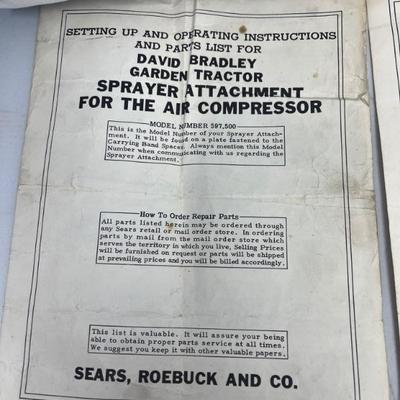 SETTING UP AND OPERATING INSTRUCTIONS
AND PARTS LIST FOR
DAVID BRADLEY
GARDEN TRACTOR
SPRAYER ATTACHMENT
FOR THE AIR COMPRESSOR
MODEL NUMBER 597,500
This is the Model Number of your Sprayer Attach-
ment. It will be found on a plate fastened to the
Carrying Band Spacer. Always mention this Model
Number when communicating with us regarding the
Sprayer Attachment.
How To Order Repair Parts
All parts listed herein may be ordered through
any Sears retail or mail order store. In ordering
parts by mail from the mail order store which
serves the territory in which you live, Selling Prices
will be furnished on request or parts will be shipped
at prevailing prices and you will be billed accordingly.
This list is valuable. It will assure your being
able to obtain proper parts service at all times.
We suggest you keep it with other valuable papers.
SEARS, ROEBUCK AND CO.